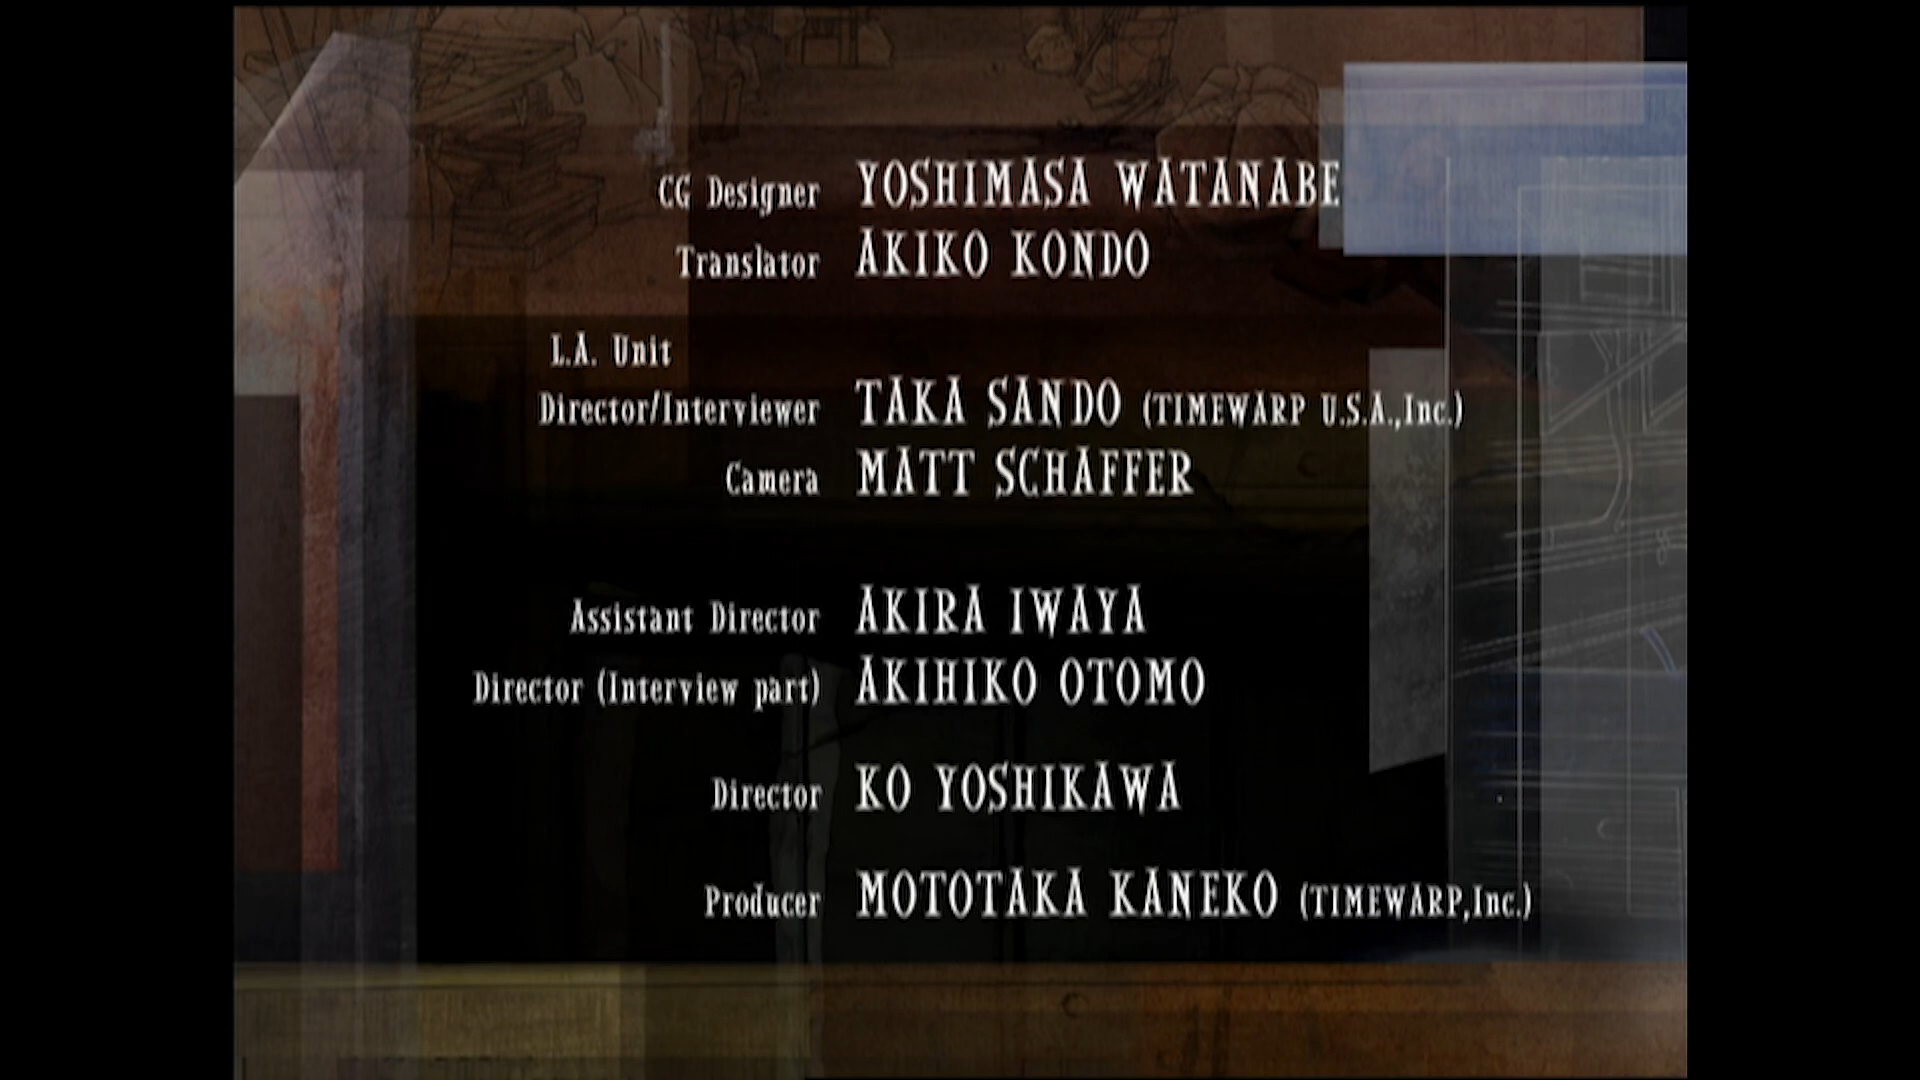 CG Designer YOSHIMASA WATANABE
Translator AKIKO KONDO
L.A. Unit
Director/Interviewer TAKA SANDO (TIMEWARP U.S.A.,Inc.)
Camera MATT SCHAFFER
Assistant Director AKIRA IWAYA
Director (Interview part) AKIHIKO OTOMO
Director KO YOSHIKAWA
Producer MOTOTAKA KANEKO (TIMEWARP,Inc.)